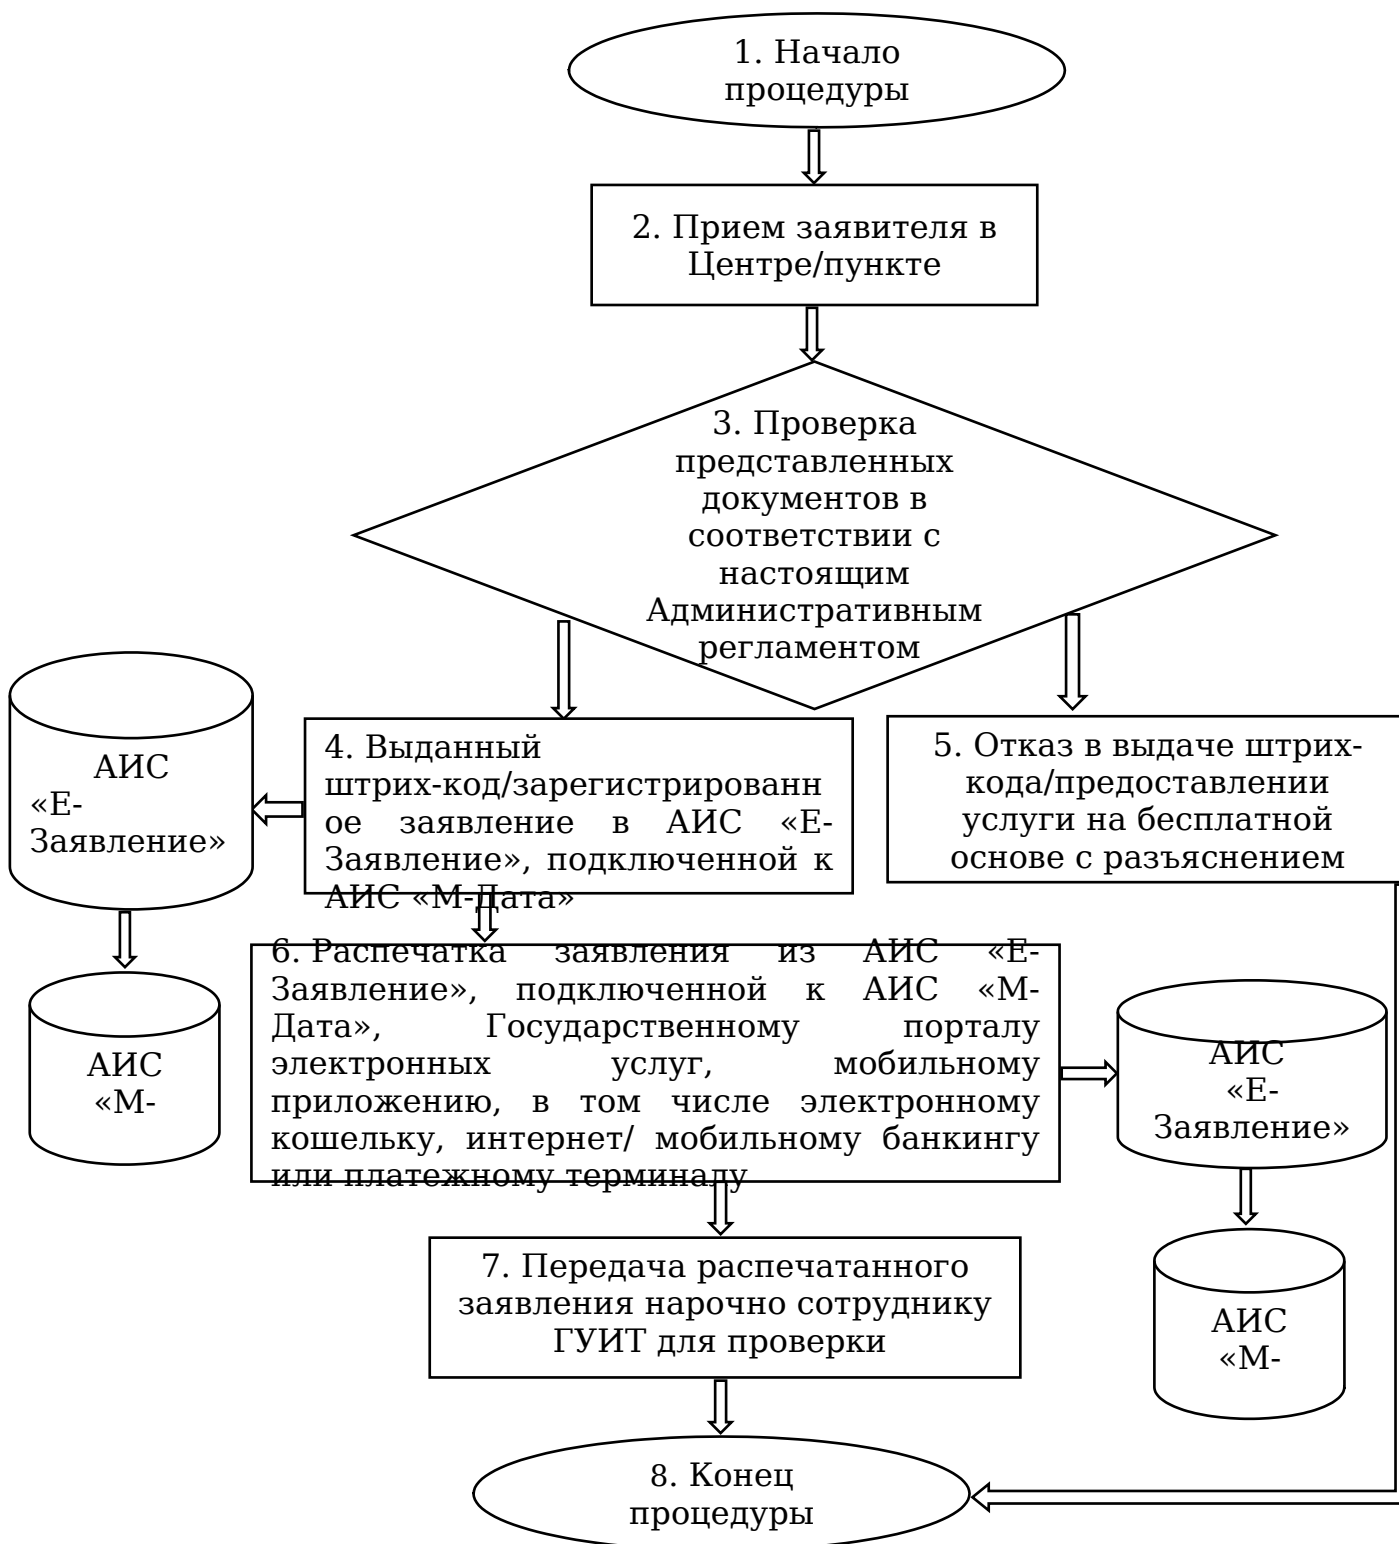 1. Начало
процедуры
2. Прием заявителя в
Центре/пункте
3. Проверка
представленных
документов в
соответствии с
настоящим
Административным
регламентом
АИС
«Е-
Заявление»
4. Выданный
штрих-код/зарегистрированн
ое заявление в АИС «Е-
Заявление», подключенной к
АИС «М-Дата»
5. Отказ в выдаче штрих-
кода/предоставлении
услуги на бесплатной
основе с разъяснением
АИС
«М-
6. Распечатка заявления из АИС «Е-
Заявление», подключенной к АИС «М-
Дата», Государственному порталу
электронных услуг, мобильному
приложению, в том числе электронному
кошельку, интернет/ мобильному банкингу
или платежному терминалу
АИС
«Е-
Заявление»
7. Передача распечатанного
заявления нарочно сотруднику
ГУИТ для проверки
АИС
«М-
8. Конец
процедуры